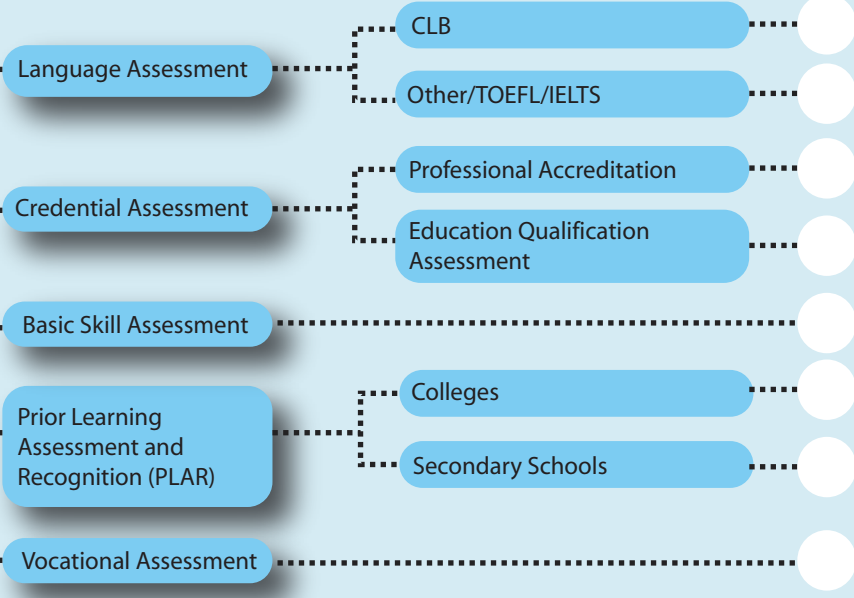 Language Assessment
CLB
Other/TOEFL/IELTS
Credential Assessment
Professional Accreditation
Education Qualification
Assessment
Basic Skill Assessment
Prior Learning
Assessment and
Recognition (PLAR)
Colleges
Secondary Schools
Vocational Assessment